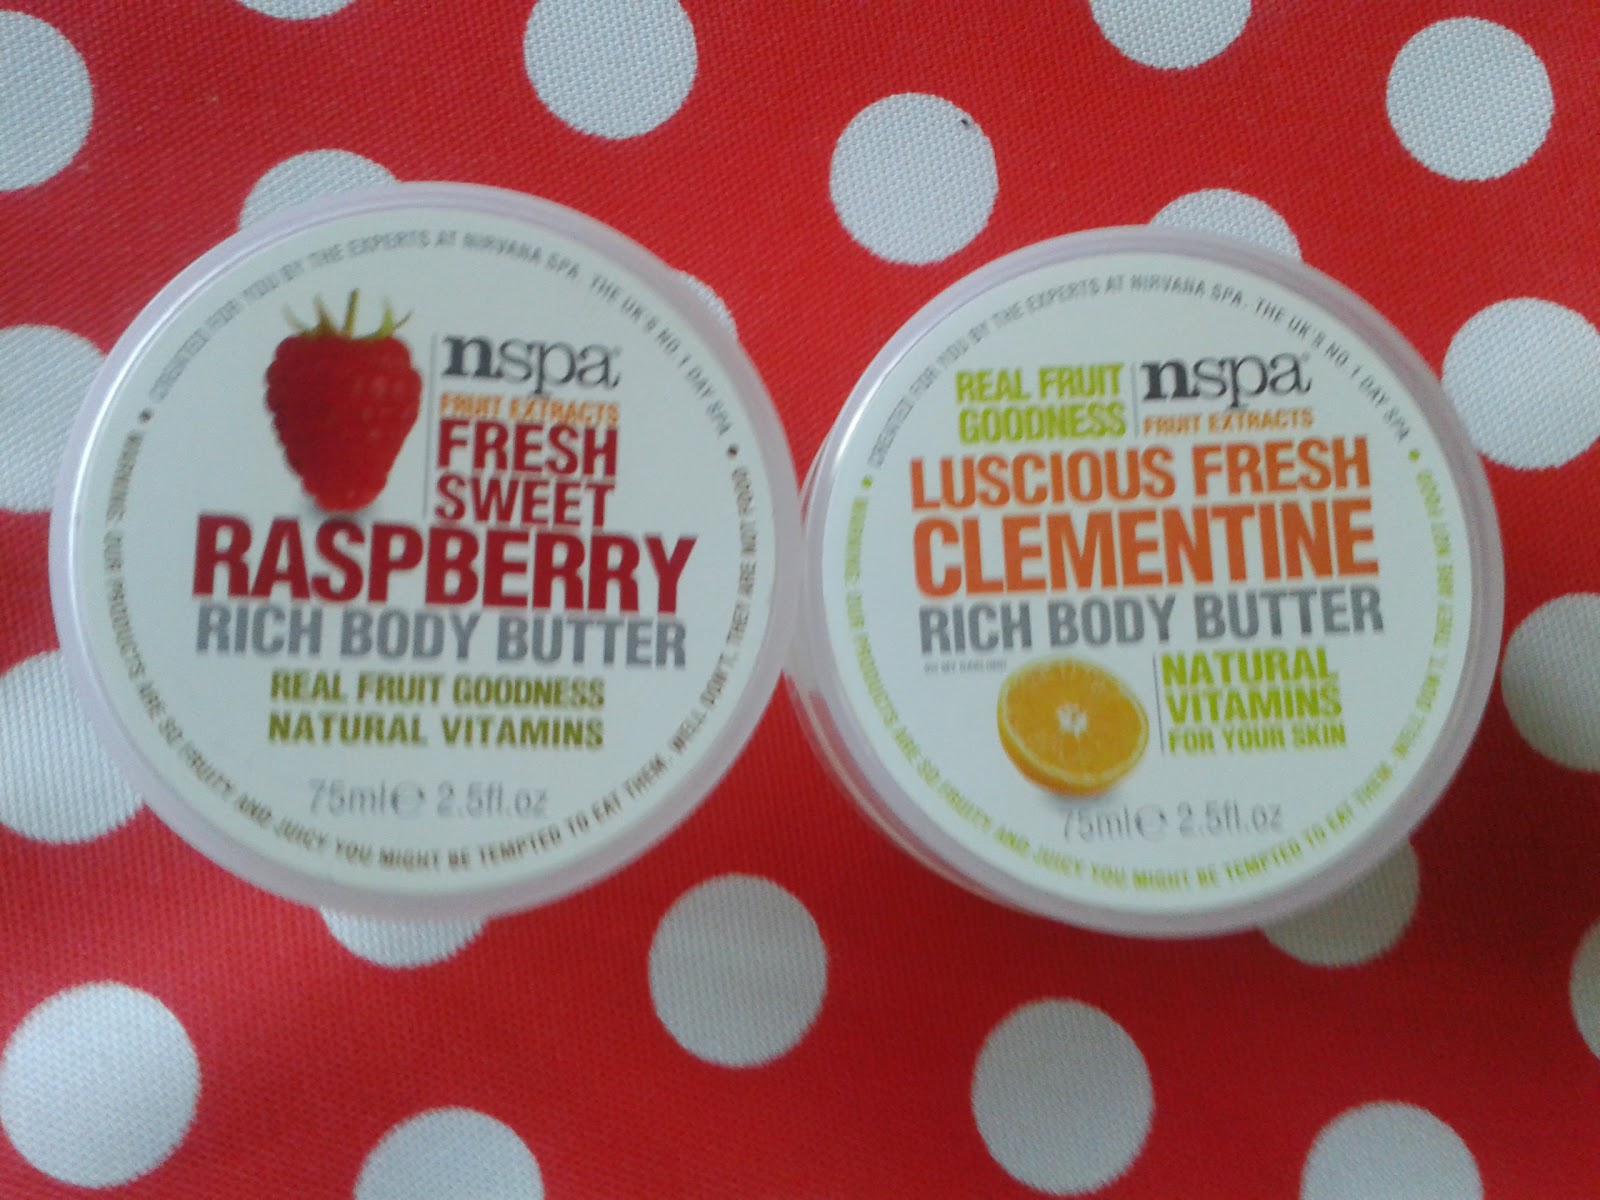 CREATED FOR YOU BY THE EXPERTS AT NIRVANA SPA. THE UK'S NO.1 DAY SPA
nspa
FRUIT EXTRACTS
FRESH
SWEET
RASPBERRY
RICH BODY BUTTER
REAL FRUIT GOODNESS
NATURAL VITAMINS
75ml℮ 2.5fl.oz
WARNING: OUR PRODUCTS ARE SO FRUITY AND JUICY YOU MIGHT BE TEMPTED TO EAT THEM. WELL DON'T, THEY ARE NOT FOOD
CREATED FOR YOU BY THE EXPERTS AT NIRVANA SPA. THE UK'S NO.1 DAY SPA
REAL FRUIT
GOODNESS
nspa
FRUIT EXTRACTS
LUSCIOUS FRESH
CLEMENTINE
RICH BODY BUTTER
OH MY DARLING!
NATURAL
VITAMINS
FOR YOUR SKIN
75ml℮ 2.5fl.oz
WARNING: OUR PRODUCTS ARE SO FRUITY AND JUICY YOU MIGHT BE TEMPTED TO EAT THEM. WELL DON'T, THEY ARE NOT FOOD